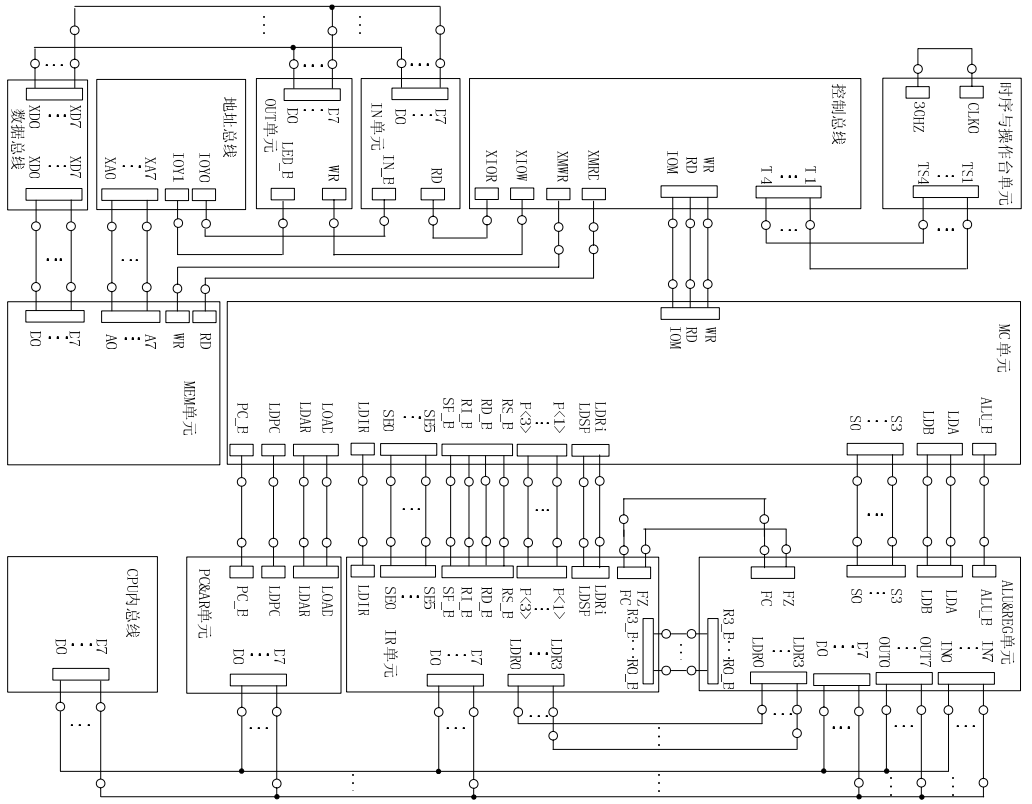 XD0 ··· XD7
XD0 ··· XD7
数据总线
地址总线
XA0 ··· XA7
IOY1
IOY0
OUT单元
D0 ··· D7
LED_B
WR
IN单元
D0 ··· D7
IN_B
RD
控制总线
XIOR
XIOW
XMWR
XMRD
IOM
RD
WR
T4 ··· T1
时序与操作台单元
30HZ
CLK0
TS4 ··· TS1
MEM单元
D0 ··· D7
A0 ··· A7
WR
RD
MC单元
IOM
RD
WR
PC_B
LDPC
LDAR
LOAD
LDIR
SE0 ··· SE5
SP_B
RI_B
RD_B
RS_B
P<3> ··· P<1>
LDSP
LDRi
S0 ··· S3
LDB
LDA
ALU_B
CPU内总线
D0 ··· D7
PC&AR单元
PC_B
LDPC
LDAR
LOAD
D0 ··· D7
IR单元
LDIR
SE0 ··· SE5
SP_B
RI_B
RD_B
RS_B
P<3> ··· P<1>
LDSP
LDRi
FC
FZ
R3_B ··· R0_B
D0 ··· D7
LDR0 ··· LDR3
ALU&REG单元
FC
FZ
S0 ··· S3
LDB
LDA
ALU_B
R3_B ··· R0_B
LDR0 ··· LDR3
D0 ··· D7
OUT0 ··· OUT7
IN0 ··· IN7